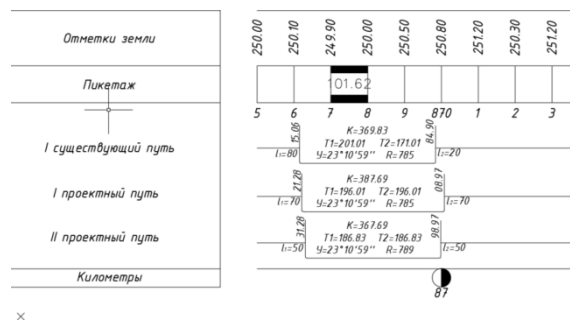 Отметки земли 250.00 250.10 249.90 250.00 250.50 250.80 251.20 250.30 251.20
Пикетаж 101.62
5 6 7 8 9 870 1 2 3
I существующий путь
15.06 K=369.83 84.90
T1=201.01 T2=171.01
l₁=80 У=23*10'59'' R=785 l₂=20
I проектный путь
21.28 K=387.69 08.97
T1=196.01 T2=196.01
l₁=70 У=23*10'59'' R=785 l₂=70
II проектный путь
31.28 K=367.69 98.97
T1=186.83 T2=186.83
l₁=50 У=23*10'59'' R=789 l₂=50
Километры
87